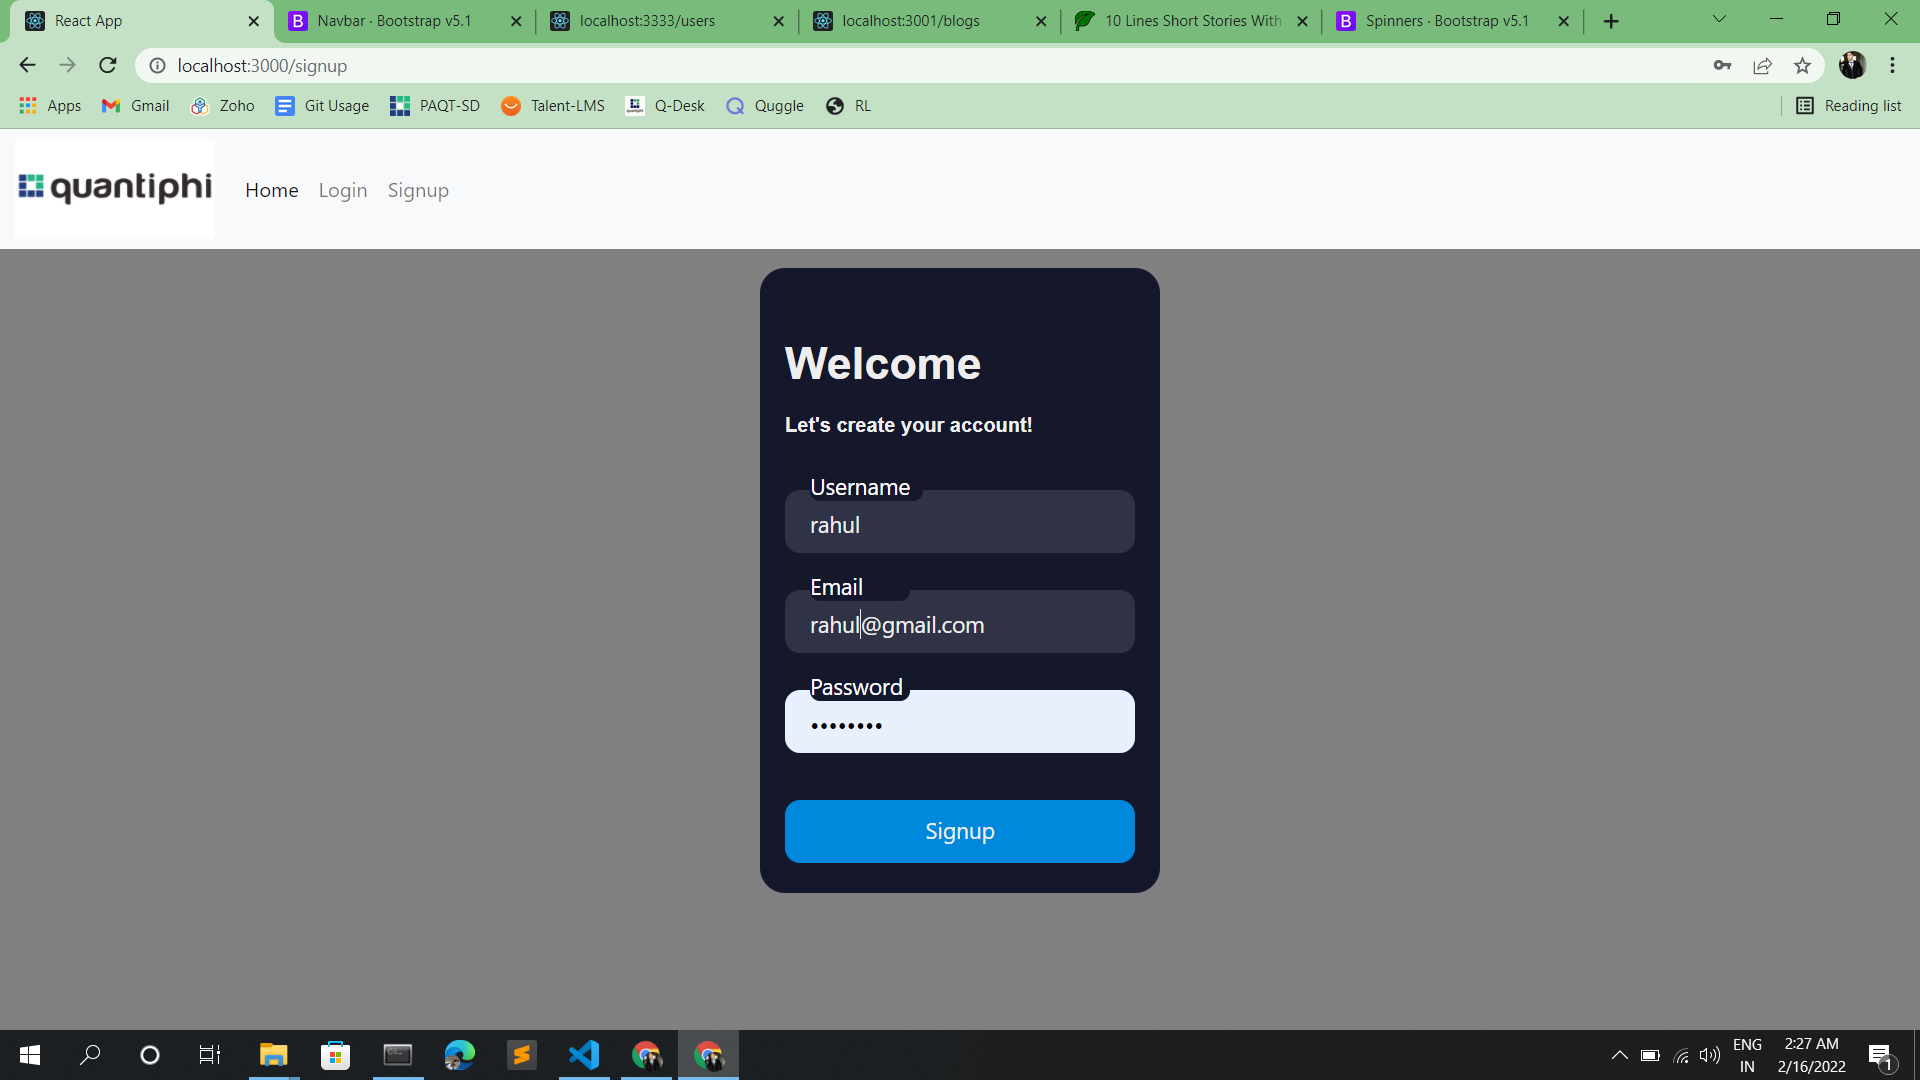 React App
Navbar · Bootstrap v5.1
localhost:3333/users
localhost:3001/blogs
10 Lines Short Stories With
Spinners · Bootstrap v5.1
localhost:3000/signup
Apps
Gmail
Zoho
Git Usage
PAQT-SD
Talent-LMS
Q-Desk
Quggle
RL
Reading list
quantiphi
Home
Login
Signup
Welcome
Let's create your account!
Username
rahul
Email
rahul@gmail.com
Password
••••••••
Signup
ENG
IN
2:27 AM
2/16/2022
1